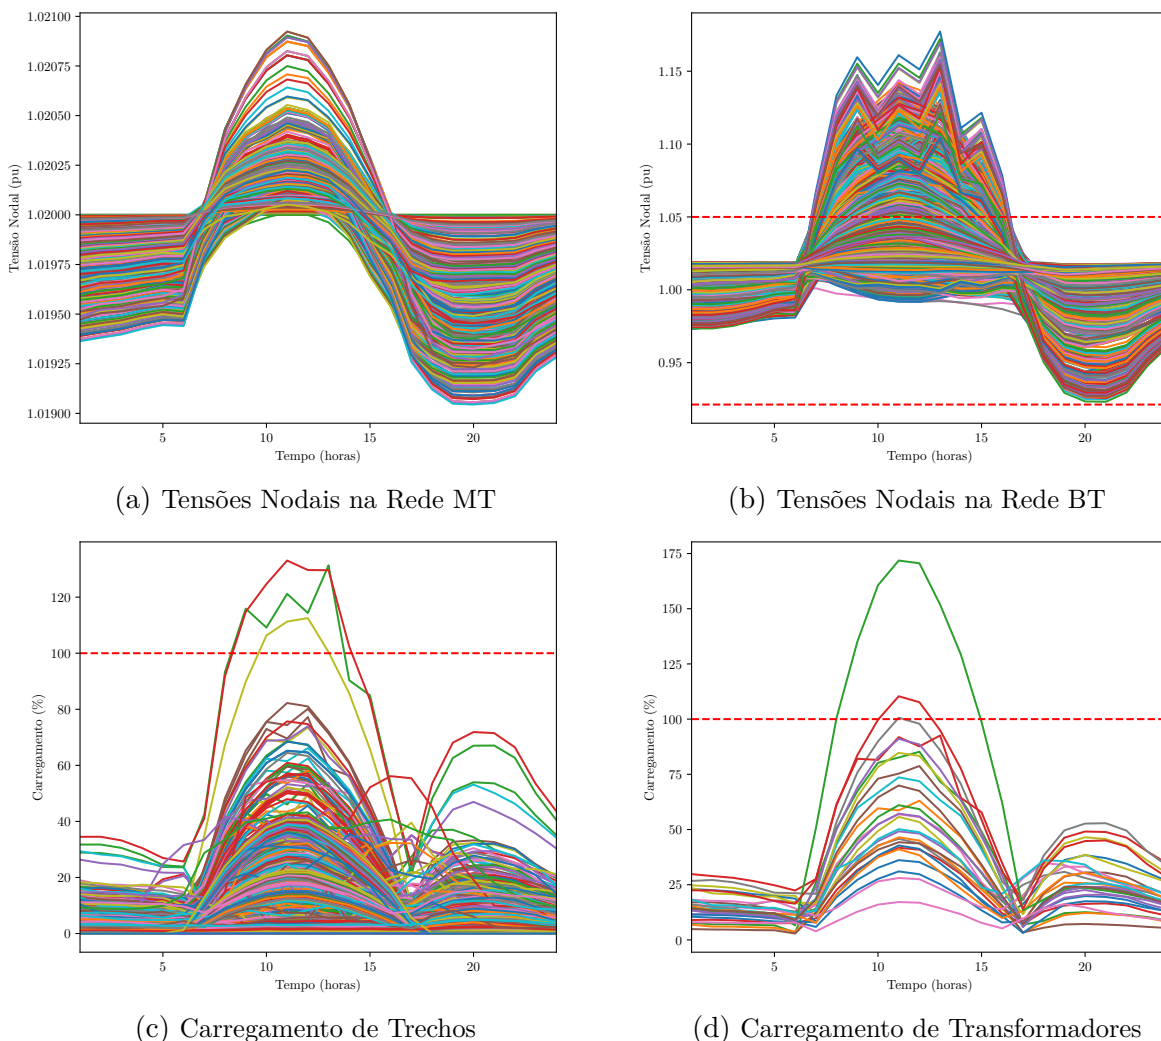 1.02100
1.02075
1.02050
1.02025
1.02000
1.01975
1.01950
1.01925
1.01900
Tensão Nodal (pu)
5 10 15 20
Tempo (horas)
(a) Tensões Nodais na Rede MT
1.15
1.10
1.05
1.00
0.95
Tensão Nodal (pu)
5 10 15 20
Tempo (horas)
(b) Tensões Nodais na Rede BT
120
100
80
60
40
20
0
Carregamento (%)
5 10 15 20
Tempo (horas)
(c) Carregamento de Trechos
175
150
125
100
75
50
25
0
Carregamento (%)
5 10 15 20
Tempo (horas)
(d) Carregamento de Transformadores